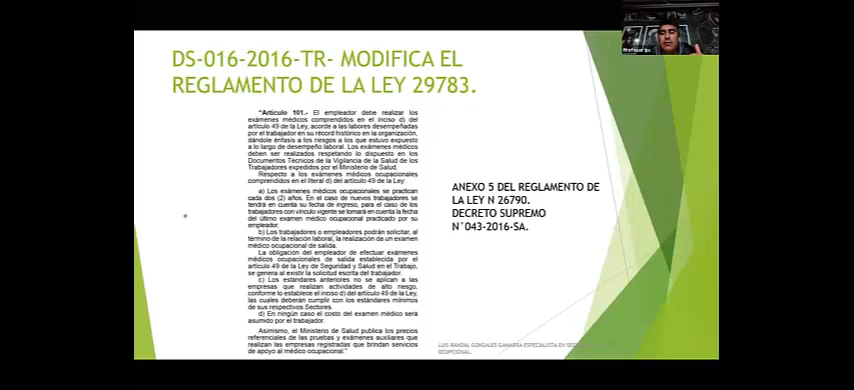 DS-016-2016-TR- MODIFICA EL
REGLAMENTO DE LA LEY 29783.
"Artículo 101.- El empleador debe realizar los
exámenes médicos comprendidos en el inciso d) del
artículo 49 de la Ley, acorde a las labores desempeñadas
por el trabajador en su récord histórico en la organización,
dándole énfasis a los riesgos a los que estuvo expuesto
a lo largo de desempeño laboral. Los exámenes médicos
deben ser realizados respetando lo dispuesto en los
Documentos Técnicos de la Vigilancia de la Salud de los
Trabajadores expedidos por el Ministerio de Salud.
Respecto a los exámenes médicos ocupacionales
comprendidos en el literal d) del artículo 49 de la Ley:
a) Los exámenes médicos ocupacionales se practican
cada dos (2) años. En el caso de nuevos trabajadores se
tendrá en cuenta su fecha de ingreso, para el caso de los
trabajadores con vínculo vigente se tomará en cuenta la fecha
del último examen médico ocupacional practicado por su
empleador.
b) Los trabajadores o empleadores podrán solicitar, al
término de la relación laboral, la realización de un examen
médico ocupacional de salida.
La obligación del empleador de efectuar exámenes
médicos ocupacionales de salida establecida por el
artículo 49 de la Ley de Seguridad y Salud en el Trabajo,
se genera al existir la solicitud escrita del trabajador.
c) Los estándares anteriores no se aplican a las
empresas que realizan actividades de alto riesgo,
conforme lo establece el inciso d) del artículo 49 de la Ley,
las cuales deberán cumplir con los estándares mínimos
de sus respectivos Sectores.
d) En ningún caso el costo del examen médico será
asumido por el trabajador.
Asimismo, el Ministerio de Salud publica los precios
referenciales de las pruebas y exámenes auxiliares que
realizan las empresas registradas que brindan servicios
de apoyo al médico ocupacional."
ANEXO 5 DEL REGLAMENTO DE
LA LEY N 26790.
DECRETO SUPREMO
N°043-2016-SA.
LUIS RANDAL GONZALES GAMARRA ESPECIALISTA EN
OCUPACIONAL.
Profesor